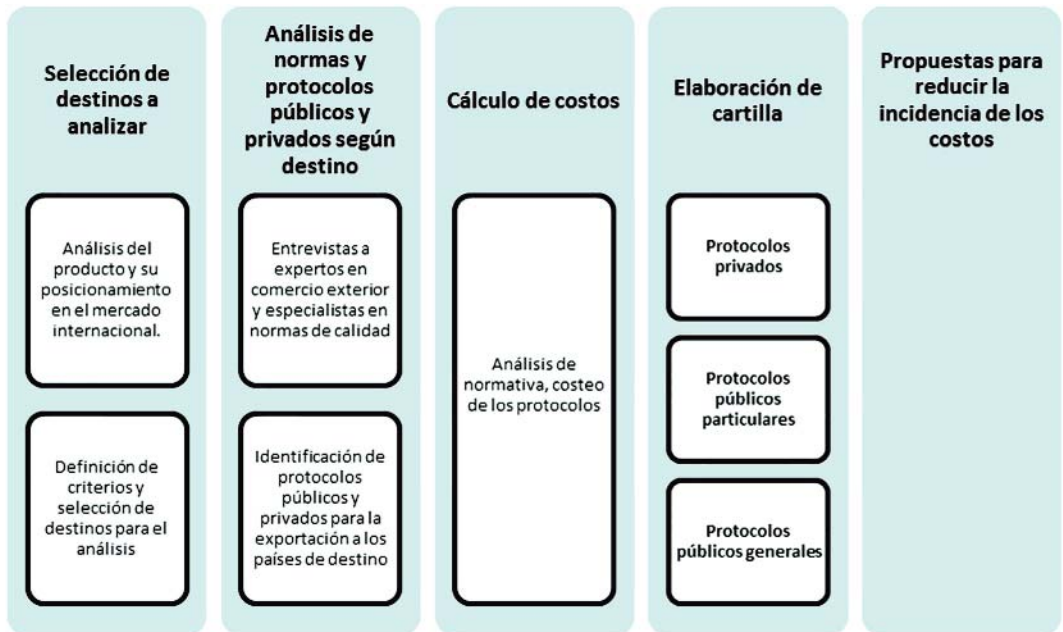 Selección de
destinos a
analizar
Análisis del
producto y su
posicionamiento
en el mercado
internacional.
Definición de
criterios y
selección de
destinos para el
análisis
Análisis de
normas y
protocolos
públicos y
privados según
destino
Entrevistas a
expertos en
comercio exterior
y especialistas en
normas de calidad
Identificación de
protocolos
públicos y
privados para la
exportación a los
países de destino
Cálculo de costos
Análisis de
normativa, costeo
de los protocolos
Elaboración de
cartilla
Protocolos
privados
Protocolos
públicos
particulares
Protocolos
públicos generales
Propuestas para
reducir la
incidencia de los
costos